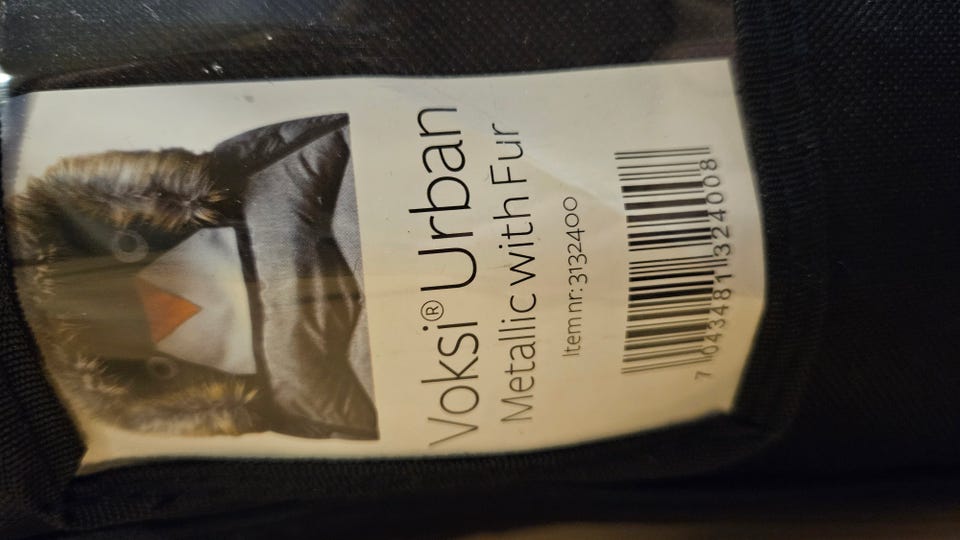 Voksi® Urban
Metallic with Fur
Item nr: 3132400
7 043481 324008